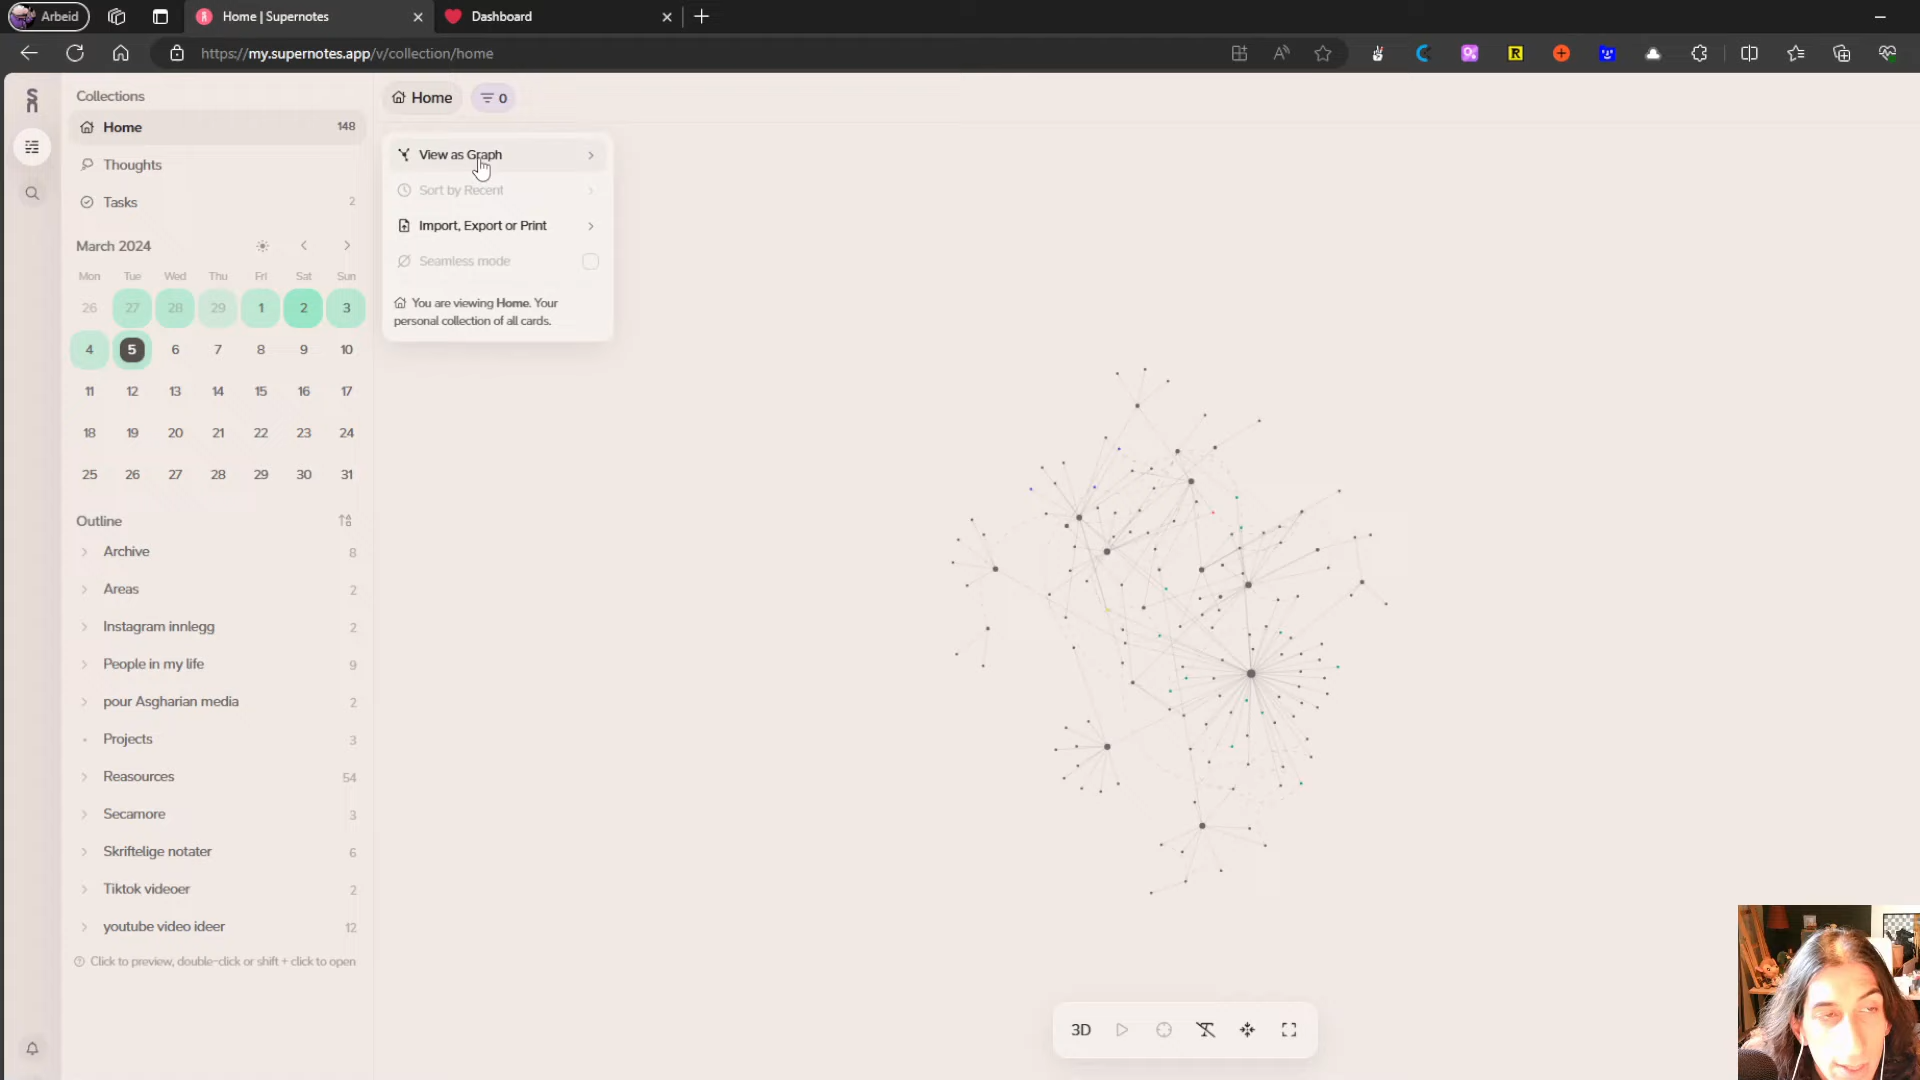 Arbeid
Home | Supernotes
Dashboard
https://my.supernotes.app/v/collection/home
Collections
Home 148
Thoughts
Tasks 2
March 2024
Mon Tue Wed Thu Fri Sat Sun
26 27 28 29 1 2 3
4 5 6 7 8 9 10
11 12 13 14 15 16 17
18 19 20 21 22 23 24
25 26 27 28 29 30 31
Outline
Archive 8
Areas 2
Instagram innlegg 2
People in my life 9
pour Asgharian media 2
Projects 3
Reasources 54
Secamore 3
Skriftelige notater 6
Tiktok videoer 2
youtube video ideer 12
Click to preview, double-click or shift + click to open
Home 0
View as Graph
Sort by Recent
Import, Export or Print
Seamless mode
You are viewing Home. Your
personal collection of all cards.
3D